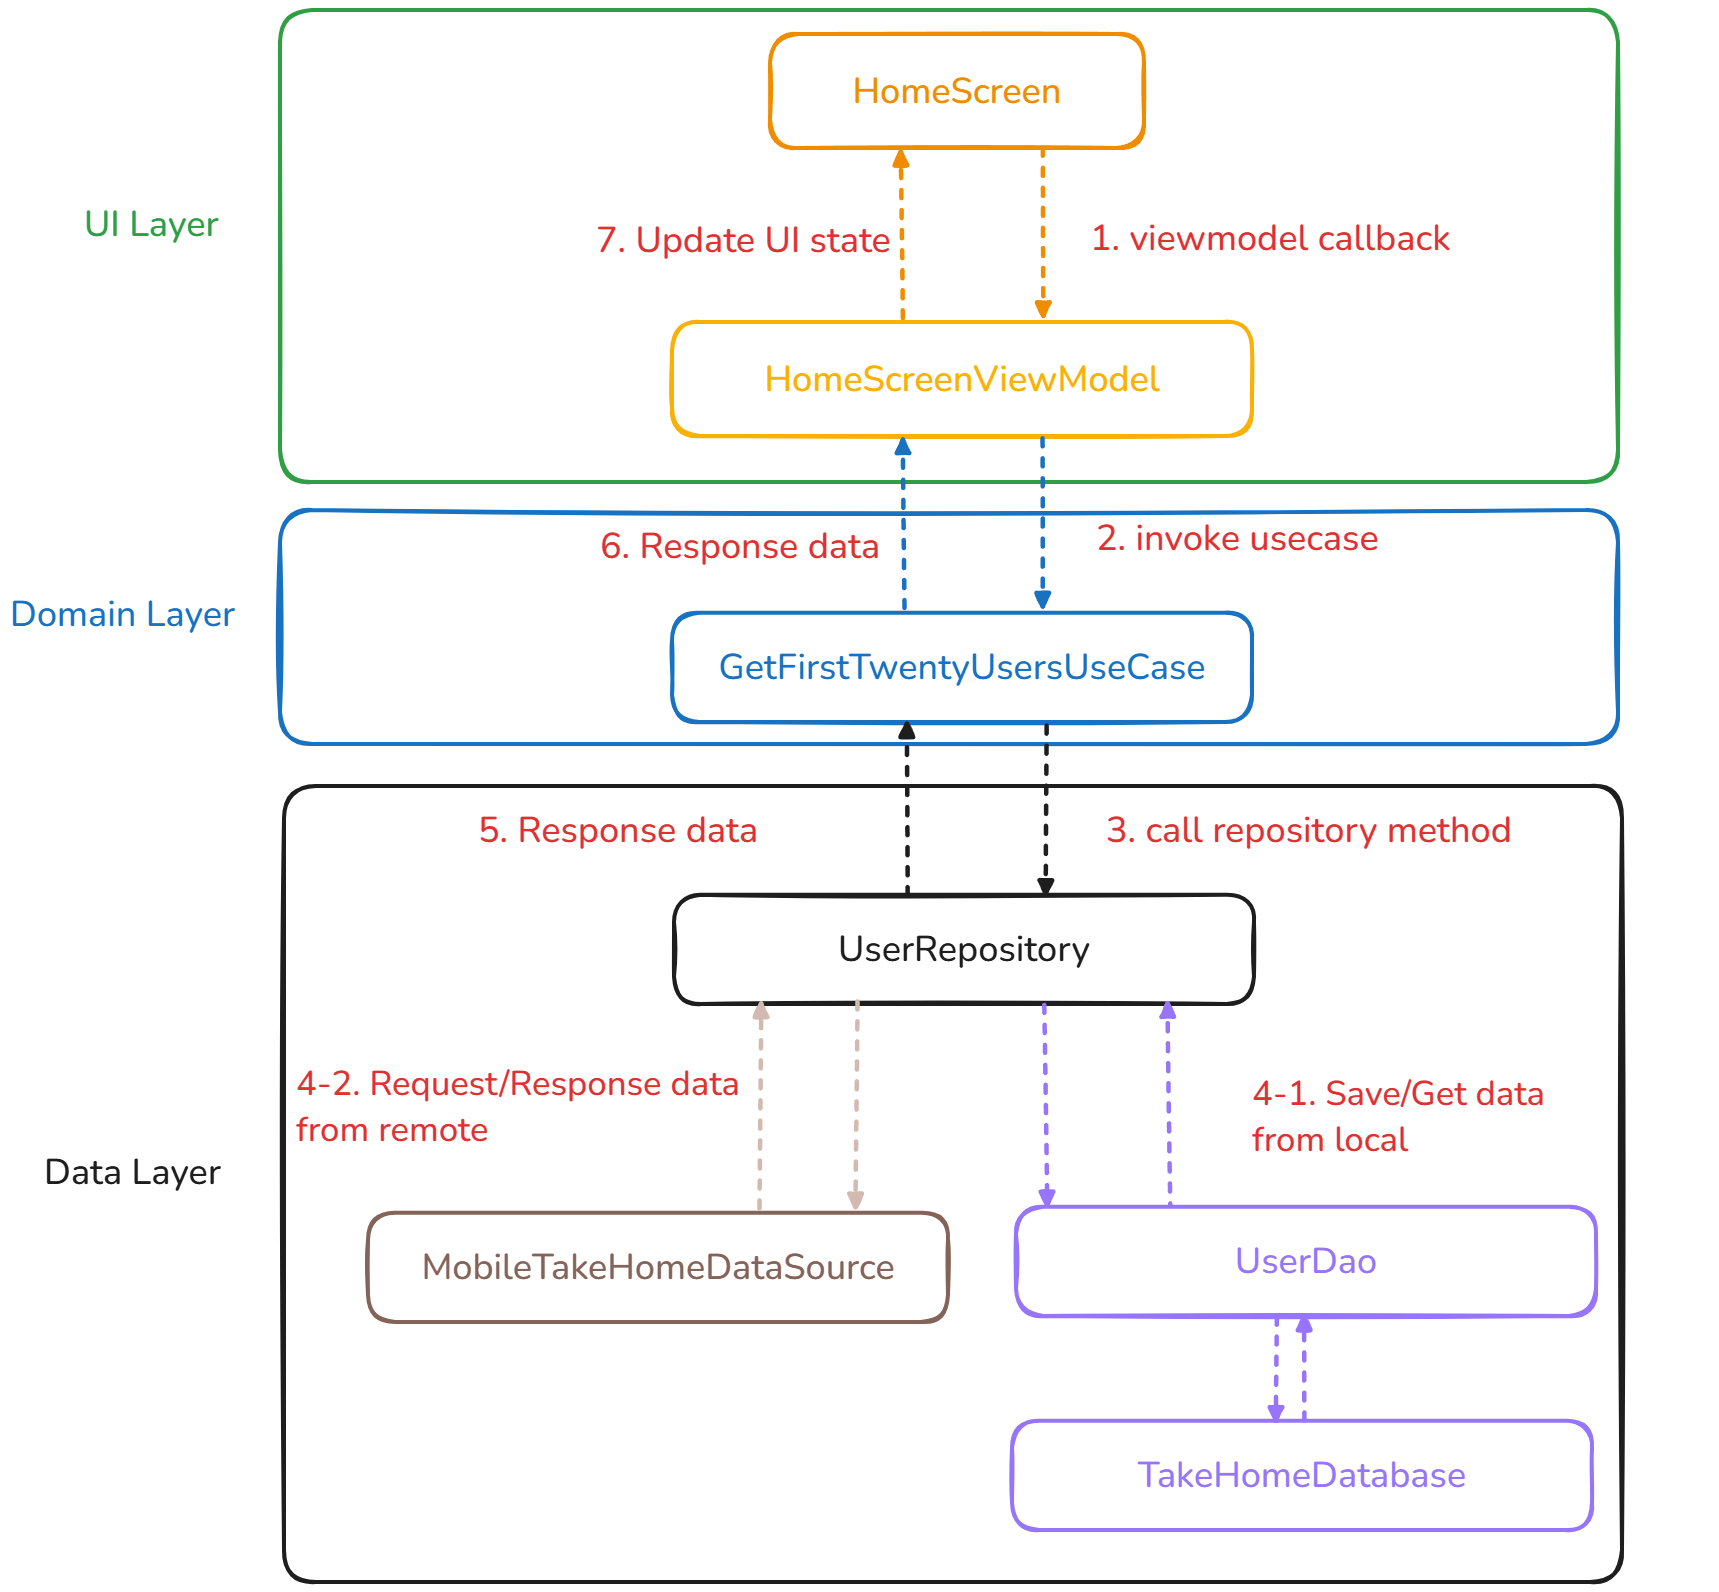 HomeScreen
UI Layer
7. Update UI state
1. viewmodel callback
HomeScreenViewModel
6. Response data
2. invoke usecase
Domain Layer
GetFirstTwentyUsersUseCase
5. Response data
3. call repository method
UserRepository
4-2. Request/Response data
from remote
4-1. Save/Get data
from local
Data Layer
MobileTakeHomeDataSource
UserDao
TakeHomeDatabase